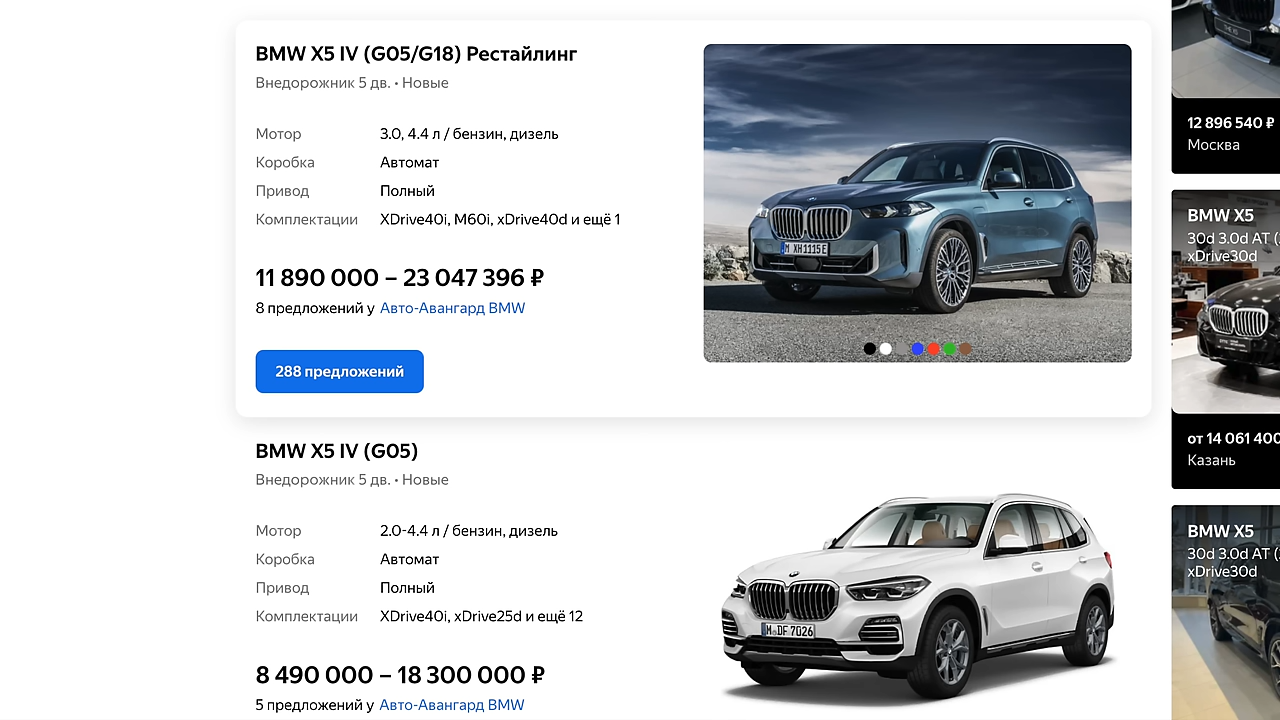 BMW X5 IV (G05/G18) Рестайлинг
Внедорожник 5 дв. • Новые
Мотор 3.0, 4.4 л / бензин, дизель
Коробка Автомат
Привод Полный
Комплектации XDrive40i, M60i, xDrive40d и ещё 1
11 890 000 – 23 047 396 ₽
8 предложений у Авто-Авангард BMW
288 предложений
M XH1115E
BMW X5 IV (G05)
Внедорожник 5 дв. • Новые
Мотор 2.0-4.4 л / бензин, дизель
Коробка Автомат
Привод Полный
Комплектации XDrive40i, xDrive25d и ещё 12
8 490 000 – 18 300 000 ₽
5 предложений у Авто-Авангард BMW
M DF 7026
12 896 540 ₽
Москва
BMW X5
30d 3.0d AT (
xDrive30d
от 14 061 400
Казань
BMW X5
30d 3.0d AT (
xDrive30d